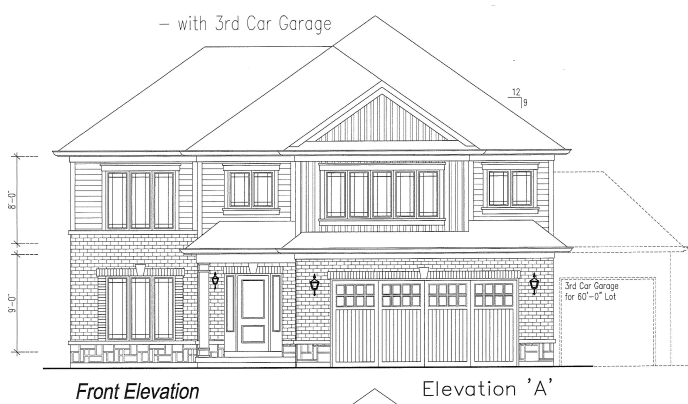 – with 3rd Car Garage
12
9
8'-0"
9'-0"
3rd Car Garage
for 60'-0" Lot
Front Elevation
Elevation 'A'